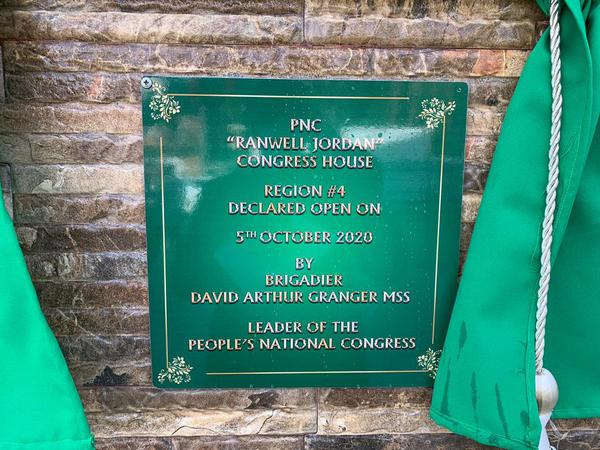 PNC
“RANWELL JORDAN”
CONGRESS HOUSE
REGION #4
DECLARED OPEN ON
5TH OCTOBER 2020
BY
BRIGADIER
DAVID ARTHUR GRANGER MSS
LEADER OF THE
PEOPLE'S NATIONAL CONGRESS